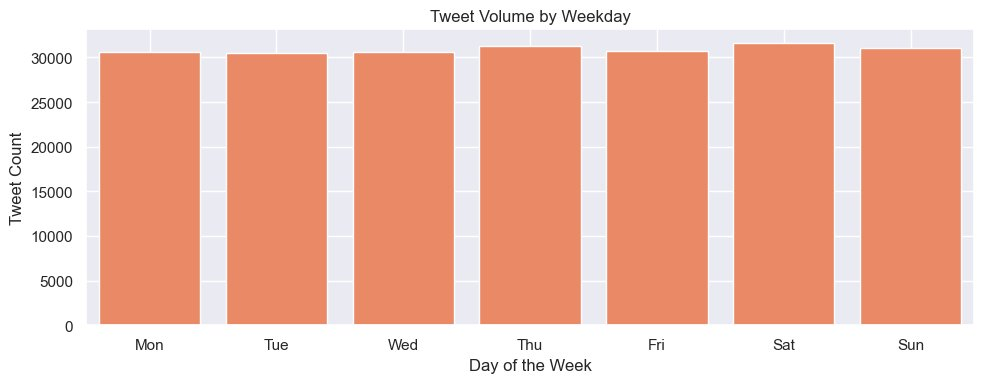 Tweet Volume by Weekday
30000
25000
20000
15000
10000
5000
0
Tweet Count
Mon Tue Wed Thu Fri Sat Sun
Day of the Week